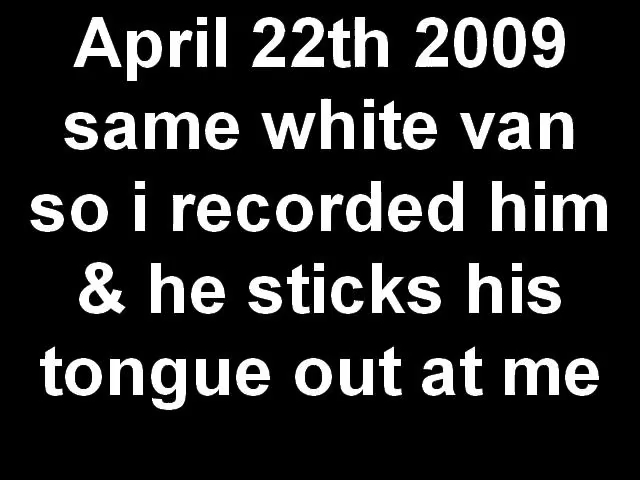 April 22th 2009
same white van
so i recorded him
& he sticks his
tongue out at me